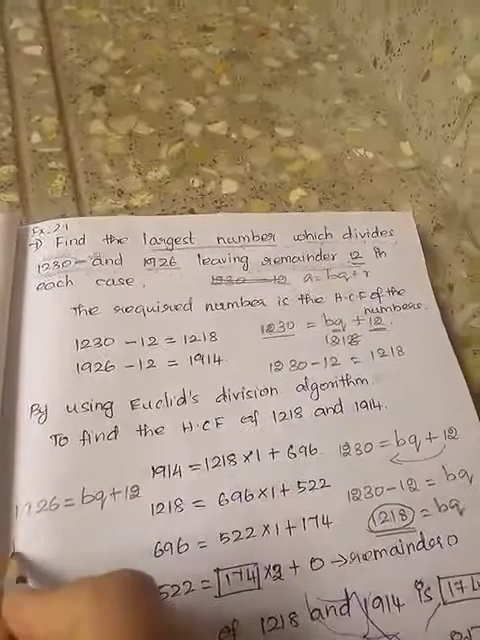 Ex. 2.1
→ Find the largest number which divides
1230 and 1926 leaving remainder 12 in
each case. 1230-12 a = bq+r
The required number is the H.C.F of the
numbers.
1230 - 12 = 1218 1230 = bq + 12
1218
1926 - 12 = 1914 1230 - 12 = 1218
By using Euclid's division algorithm.
To find the H.C.F of 1218 and 1914.
1914 = 1218 x 1 + 696 1230 = bq + 12
1926 = bq + 12 1218 = 696 x 1 + 522 1230 - 12 = bq
696 = 522 x 1 + 174 1218 = bq
522 = 174 x 3 + 0 → remainder 0
of 1218 and 1914 is 174